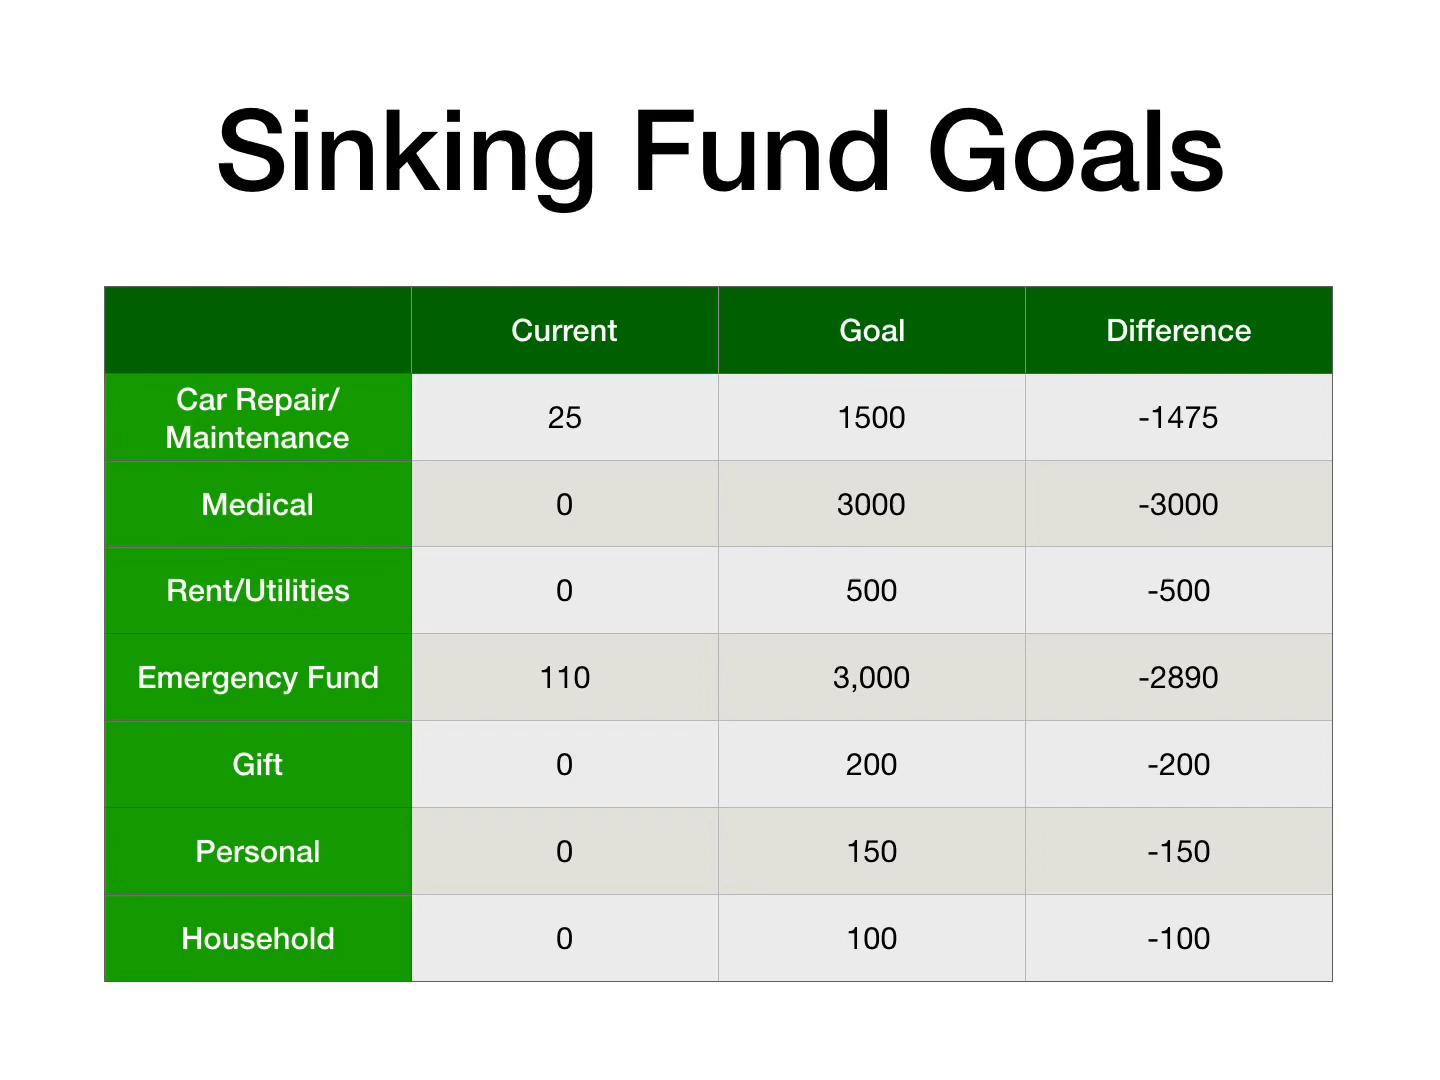 Sinking Fund Goals
Current Goal Difference
Car Repair/
Maintenance 25 1500 -1475
Medical 0 3000 -3000
Rent/Utilities 0 500 -500
Emergency Fund 110 3,000 -2890
Gift 0 200 -200
Personal 0 150 -150
Household 0 100 -100